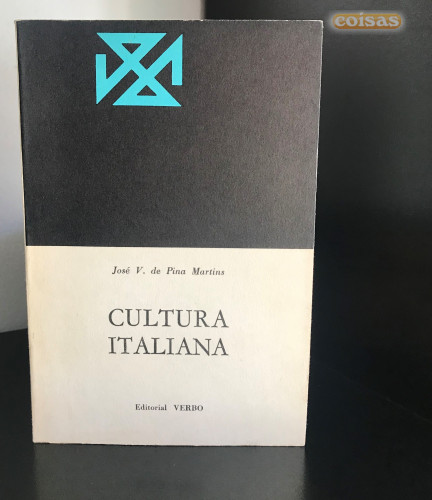 coisas
José V. de Pina Martins
CULTURA
ITALIANA
Editorial VERBO